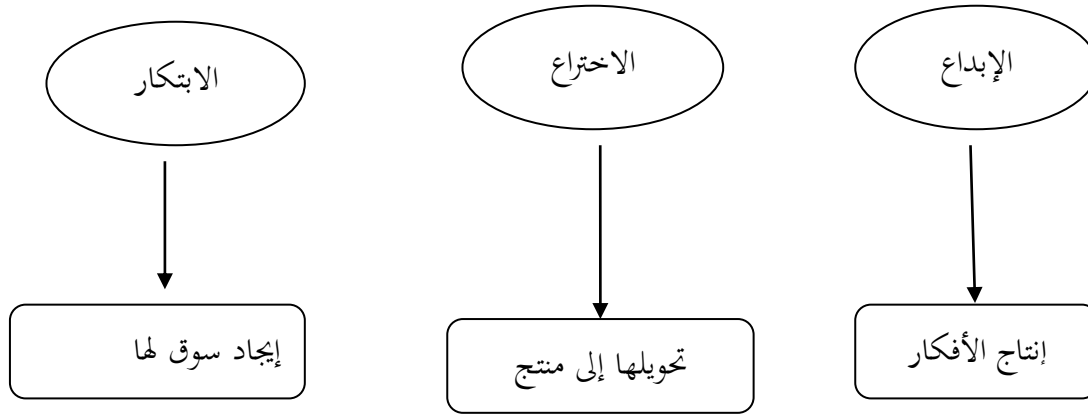 الإبداع
الاختراع
الابتكار
إنتاج الأفكار
تحويلها إلى منتج
إيجاد سوق لها